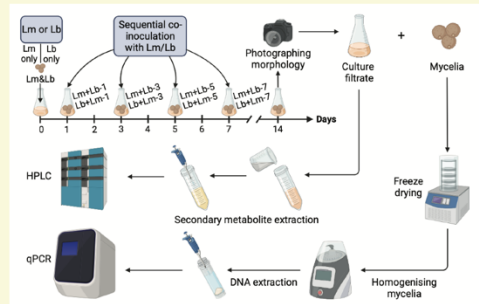 Lm or Lb
Lm only
Lb only
Lm&Lb
Sequential co-
inoculation with Lm/Lb
Lm+Lb-1
Lb+Lm-1
Lm+Lb-3
Lb+Lm-3
Lm+Lb-5
Lb+Lm-5
Lm+Lb-7
Lb+Lm-7
0 1 2 3 4 5 6 7 14 Days
Photographing
morphology
Culture
filtrate
+
Mycelia
HPLC
Secondary metabolite extraction
Freeze
drying
qPCR
DNA extraction
Homogenising
mycelia